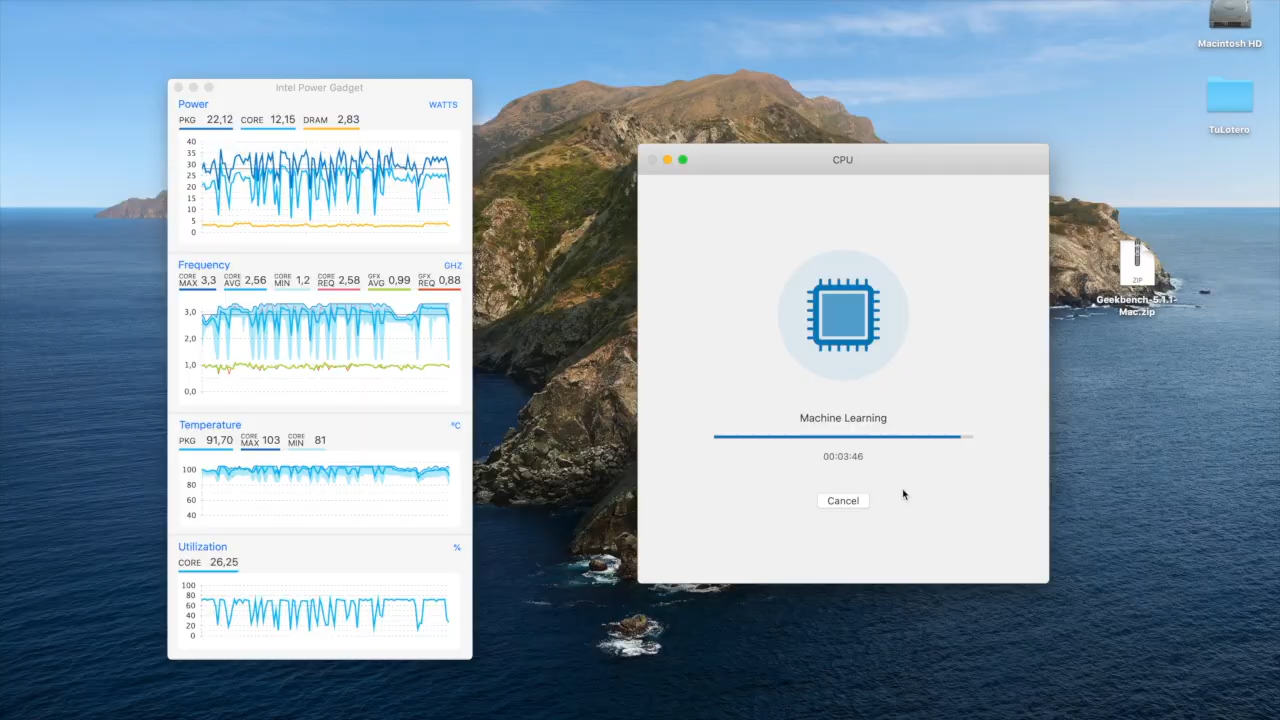 Macintosh HD
TuLotero
ZIP
Geekbench-5.1.1-
Mac.zip
Intel Power Gadget
Power WATTS
PKG 22,12 CORE 12,15 DRAM 2,83
40
35
30
25
20
15
10
5
0
Frequency GHZ
CORE MAX 3,3 CORE AVG 2,56 CORE MIN 1,2 CORE REQ 2,58 GFX AVG 0,99 GFX REQ 0,88
3,0
2,0
1,0
0,0
Temperature ºC
PKG 91,70 CORE MAX 103 CORE MIN 81
100
80
60
40
Utilization %
CORE 26,25
100
80
60
40
20
0
CPU
Machine Learning
00:03:46
Cancel